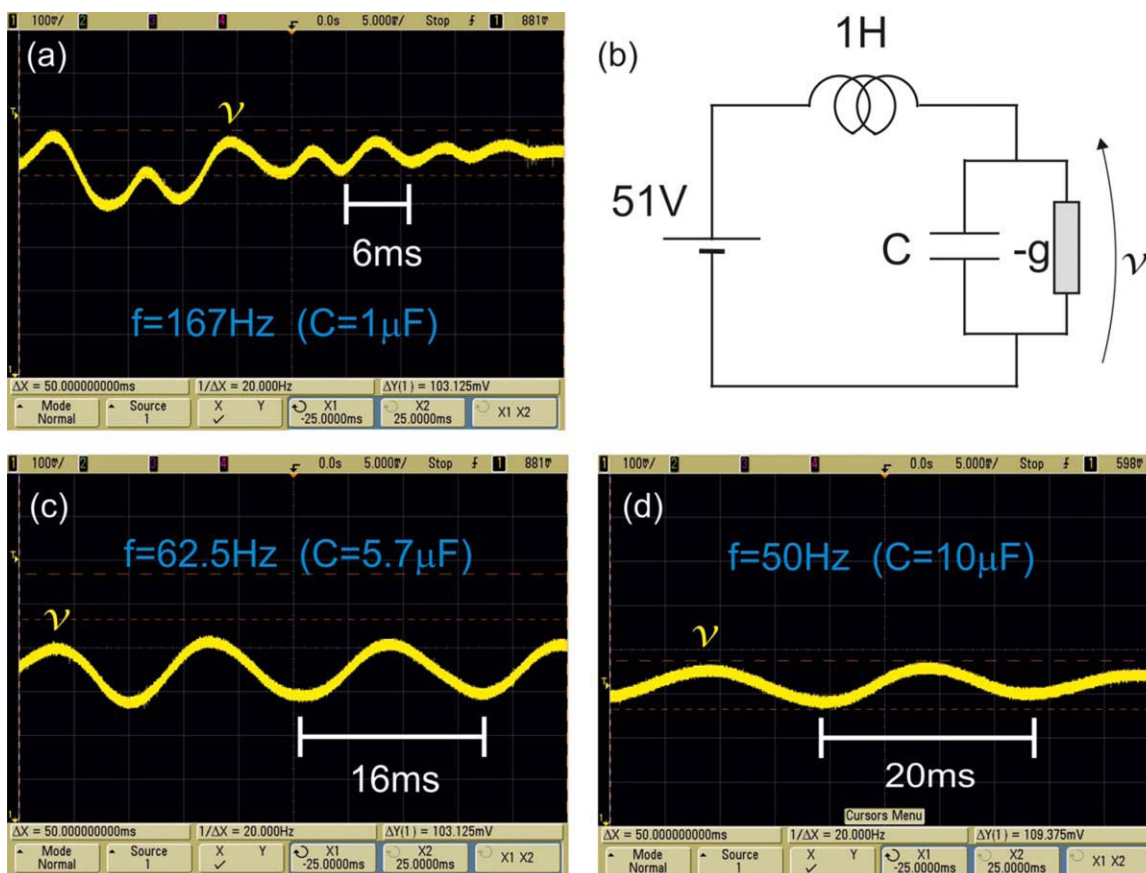 1 100mV/ 2 3 4 0.0s 5.000ms/ Stop 1 881mV
(a)
ν
6ms
f=167Hz (C=1μF)
ΔX = 50.000000000ms 1/ΔX = 20.000Hz ΔY(1) = 103.125mV
Mode Source X Y X1 X2 X1 X2
Normal 1 ✓ -25.0000ms 25.0000ms
(b)
1H
51V
C -g ν
1 100mV/ 2 3 4 0.0s 5.000ms/ Stop 1 881mV
(c)
f=62.5Hz (C=5.7μF)
ν
16ms
ΔX = 50.000000000ms 1/ΔX = 20.000Hz ΔY(1) = 103.125mV
Mode Source X Y X1 X2 X1 X2
Normal 1 ✓ -25.0000ms 25.0000ms
1 100mV/ 2 3 4 0.0s 5.000ms/ Stop 1 598mV
(d)
f=50Hz (C=10μF)
ν
20ms
Cursors Menu
ΔX = 50.000000000ms 1/ΔX = 20.000Hz ΔY(1) = 109.375mV
Mode Source X Y X1 X2 X1 X2
Normal 1 ✓ -25.0000ms 25.0000ms